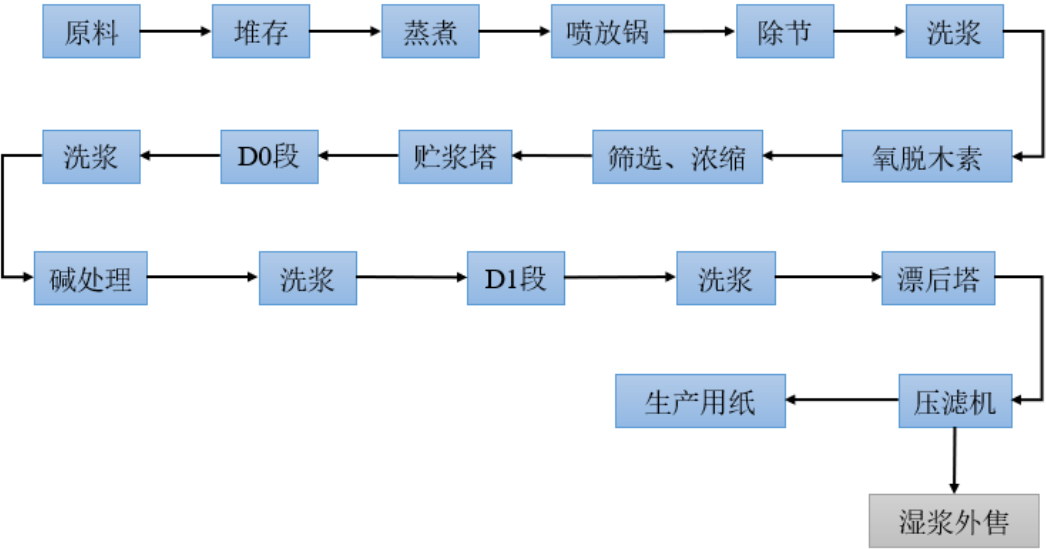 原料
堆存
蒸煮
喷放锅
除节
洗浆
氧脱木素
筛选、浓缩
贮浆塔
D0段
洗浆
碱处理
洗浆
D1段
洗浆
漂后塔
压滤机
生产用纸
湿浆外售